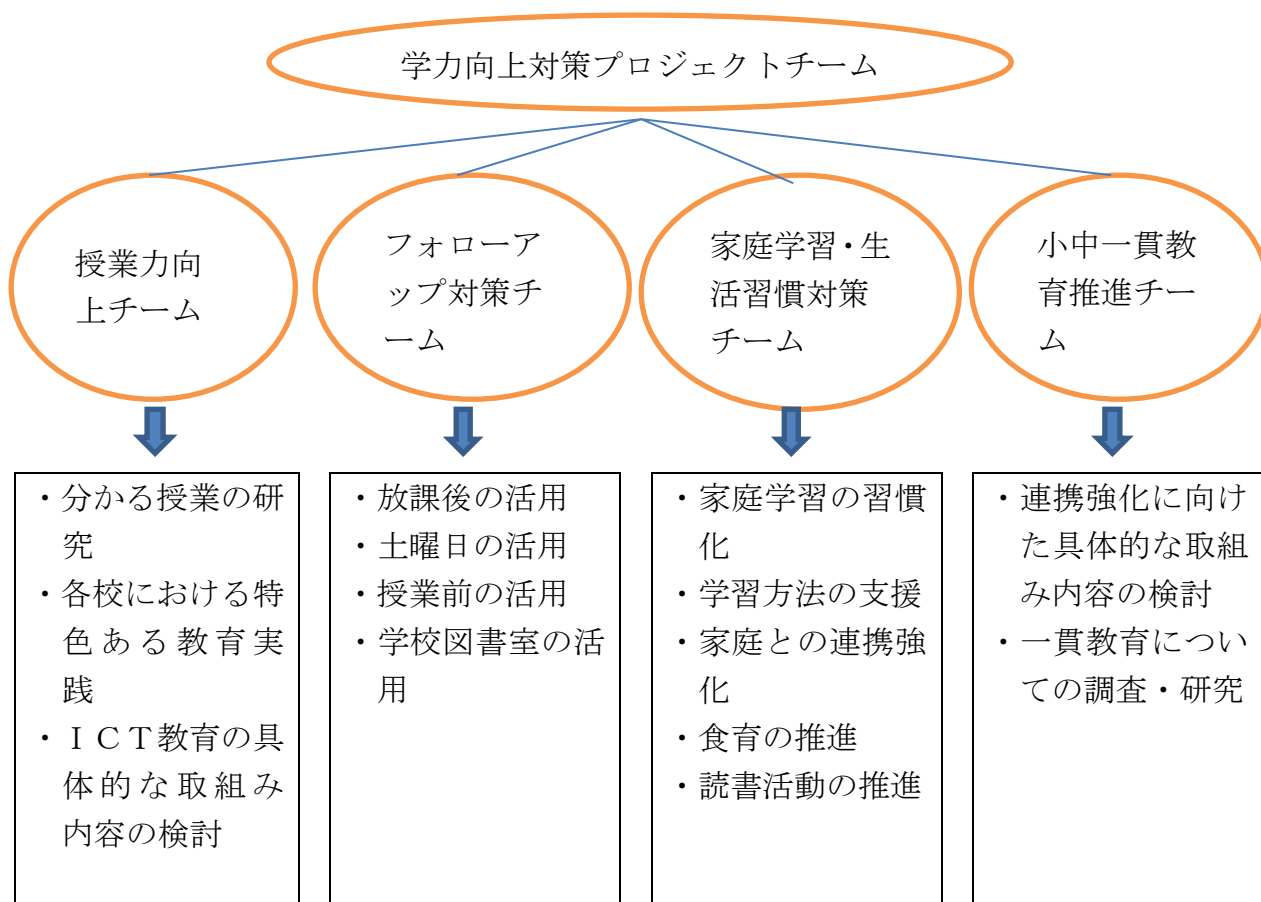 学力向上対策プロジェクトチーム
授業力向
上チーム
フォローア
ップ対策チ
ーム
家庭学習・生
活習慣対策
チーム
小中一貫教
育推進チー
ム
・分かる授業の研
究
・各校における特
色ある教育実
践
・ＩＣＴ教育の具
体的な取組み
内容の検討
・放課後の活用
・土曜日の活用
・授業前の活用
・学校図書室の活
用
・家庭学習の習慣
化
・学習方法の支援
・家庭との連携強
化
・食育の推進
・読書活動の推進
・連携強化に向け
た具体的な取組
み内容の検討
・一貫教育につい
ての調査・研究